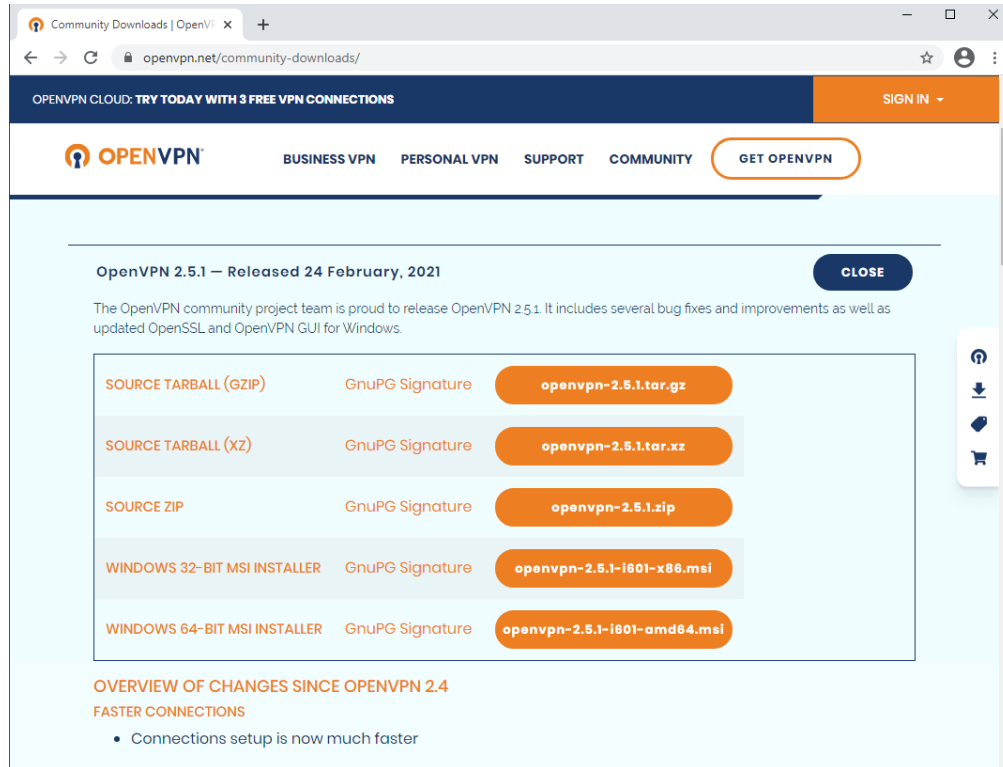 Community Downloads | OpenVP
openvpn.net/community-downloads/
OPENVPN CLOUD: TRY TODAY WITH 3 FREE VPN CONNECTIONS
SIGN IN
OPENVPN
BUSINESS VPN PERSONAL VPN SUPPORT COMMUNITY GET OPENVPN
OpenVPN 2.5.1 — Released 24 February, 2021
CLOSE
The OpenVPN community project team is proud to release OpenVPN 2.5.1. It includes several bug fixes and improvements as well as
updated OpenSSL and OpenVPN GUI for Windows.
SOURCE TARBALL (GZIP) GnuPG Signature openvpn-2.5.1.tar.gz
SOURCE TARBALL (XZ) GnuPG Signature openvpn-2.5.1.tar.xz
SOURCE ZIP GnuPG Signature openvpn-2.5.1.zip
WINDOWS 32-BIT MSI INSTALLER GnuPG Signature openvpn-2.5.1-i601-x86.msi
WINDOWS 64-BIT MSI INSTALLER GnuPG Signature openvpn-2.5.1-i601-amd64.msi
OVERVIEW OF CHANGES SINCE OPENVPN 2.4
FASTER CONNECTIONS
• Connections setup is now much faster